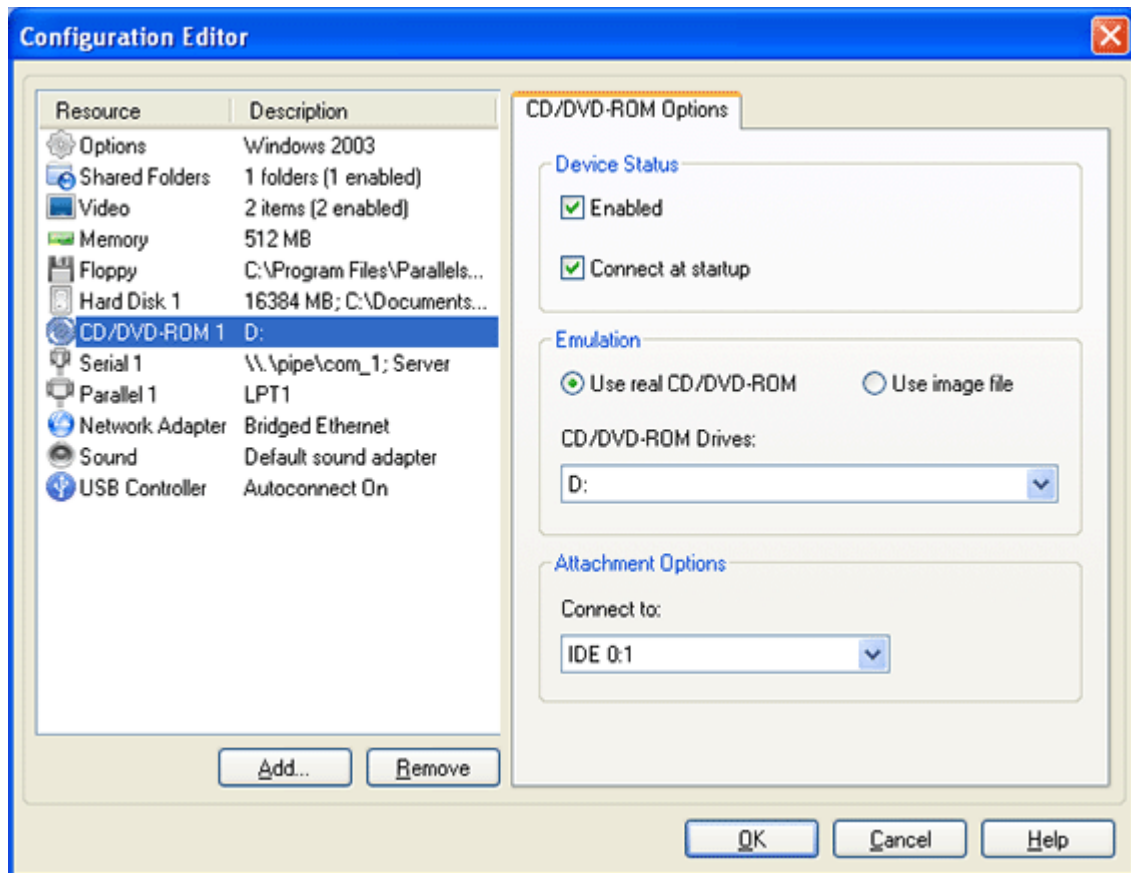 Configuration Editor
Resource Description
Options Windows 2003
Shared Folders 1 folders (1 enabled)
Video 2 items (2 enabled)
Memory 512 MB
Floppy C:\Program Files\Parallels...
Hard Disk 1 16384 MB; C:\Documents...
CD/DVD-ROM 1 D:
Serial 1 \\.\pipe\com_1; Server
Parallel 1 LPT1
Network Adapter Bridged Ethernet
Sound Default sound adapter
USB Controller Autoconnect On
Add... Remove
CD/DVD-ROM Options
Device Status
Enabled
Connect at startup
Emulation
Use real CD/DVD-ROM Use image file
CD/DVD-ROM Drives:
D:
Attachment Options
Connect to:
IDE 0:1
OK Cancel Help